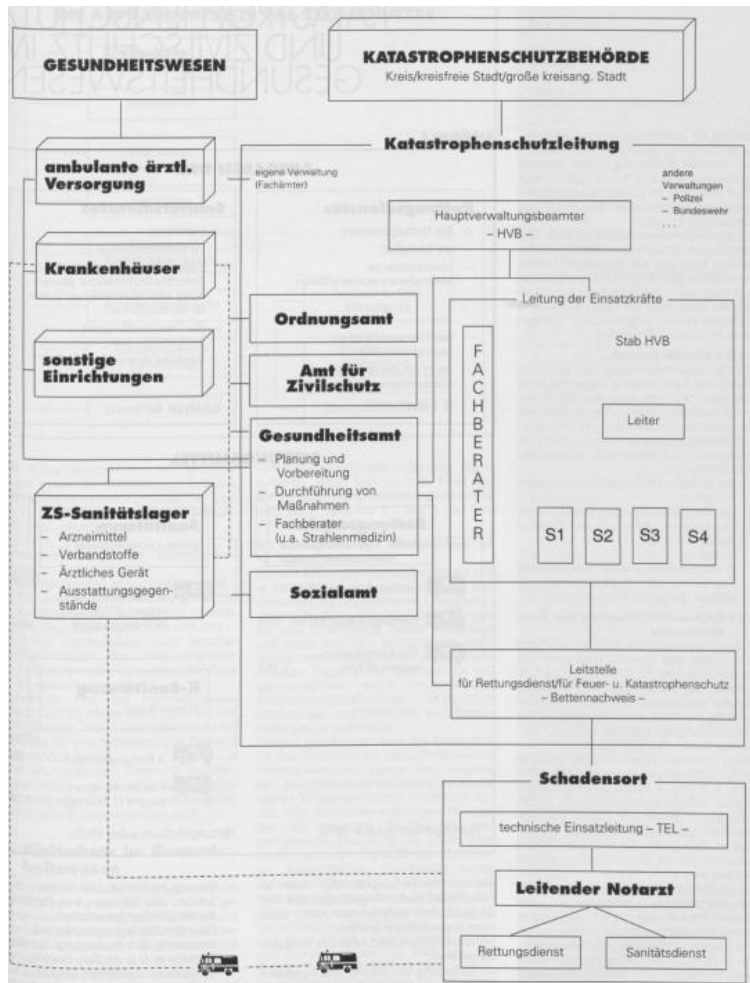 GESUNDHEITSWESEN
KATASTROPHENSCHUTZBEHÖRDE
Kreis/kreisfreie Stadt/große kreisang. Stadt
Katastrophenschutzleitung
ambulante ärztl.
Versorgung
eigene Verwaltung
(Fachämter)
andere
Verwaltungen
– Polizei
– Bundeswehr
. . . .
Hauptverwaltungsbeamter
– HVB –
Krankenhäuser
Leitung der Einsatzkräfte
Ordnungsamt
Stab HVB
FACHBERATER
sonstige
Einrichtungen
Amt für
Zivilschutz
Leiter
Gesundheitsamt
– Planung und
Vorbereitung
– Durchführung von
Maßnahmen
– Fachberater
(u.a. Strahlenmedizin)
ZS-Sanitätslager
– Arzneimittel
– Verbandstoffe
– Ärztliches Gerät
– Ausstattungsgegen-
stände
S1
S2
S3
S4
Sozialamt
Leitstelle
für Rettungsdienst/für Feuer- u. Katastrophenschutz
– Bettennachweis –
Schadensort
technische Einsatzleitung – TEL –
Leitender Notarzt
Rettungsdienst
Sanitätsdienst